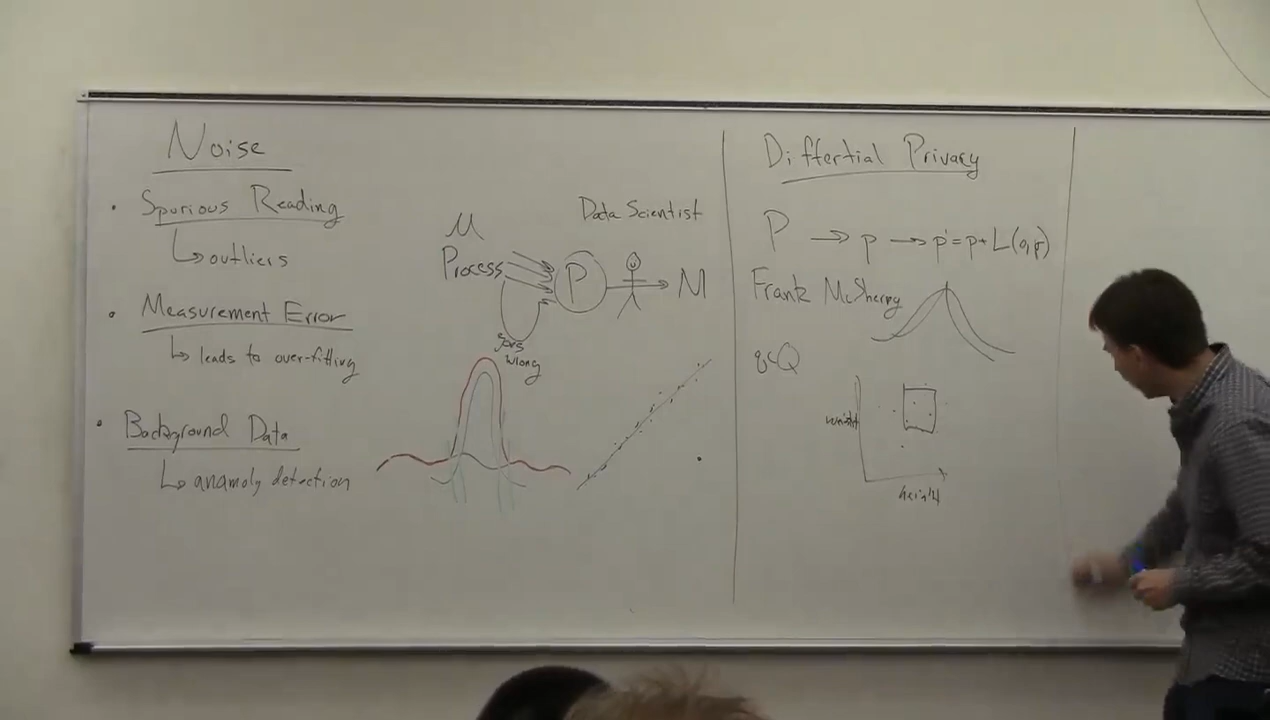 Noise
• Spurious Reading
↳ outliers
• Measurement Error
↳ leads to over-fitting
• Background Data
↳ anamoly detection
Data Scientist
M
Process
P
M
goes
wrong
Differtial Privacy
P → p → p'=p+L(0,
Frank McSherry
q∈Q
weight
height